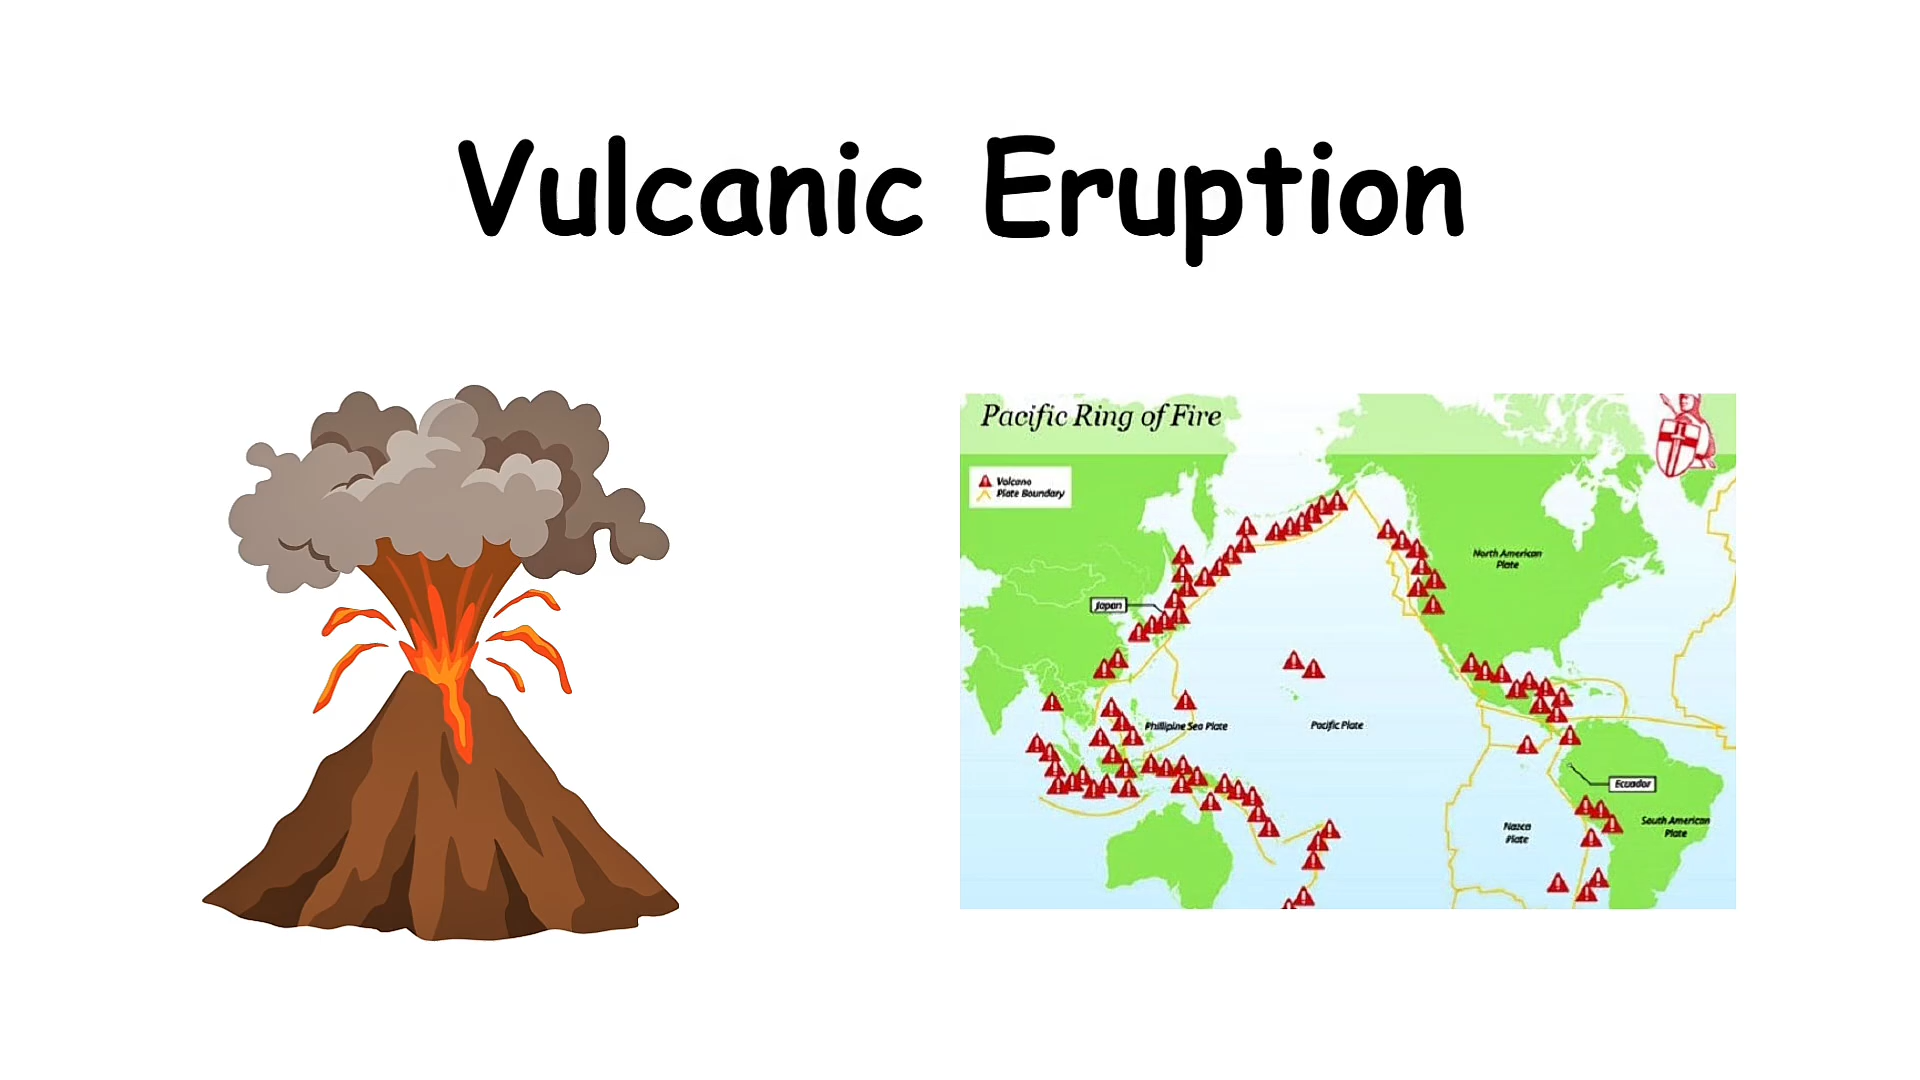 Vulcanic Eruption
Pacific Ring of Fire
Volcano
Plate Boundary
North American
Plate
Japan
Phillipine Sea Plate
Pacific Plate
Ecuador
Nazca
Plate
South American
Plate